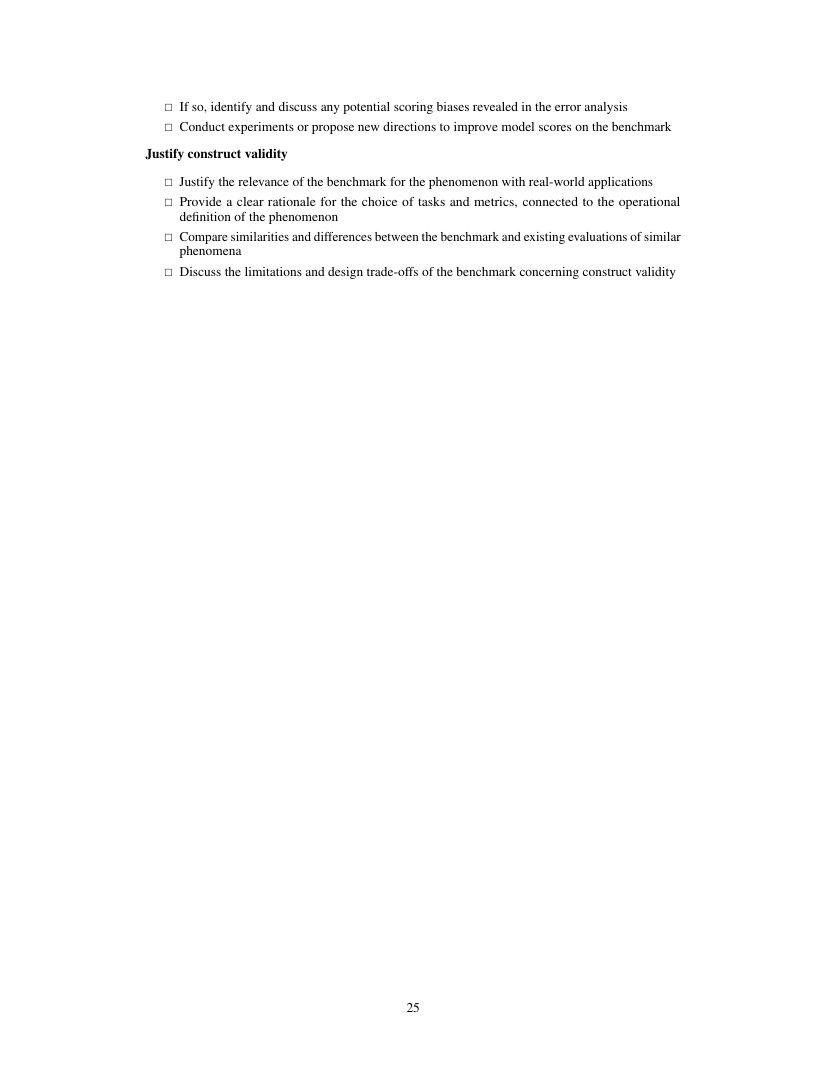 □ If so, identify and discuss any potential scoring biases revealed in the error analysis
□ Conduct experiments or propose new directions to improve model scores on the benchmark
Justify construct validity
□ Justify the relevance of the benchmark for the phenomenon with real-world applications
□ Provide a clear rationale for the choice of tasks and metrics, connected to the operational
definition of the phenomenon
□ Compare similarities and differences between the benchmark and existing evaluations of similar
phenomena
□ Discuss the limitations and design trade-offs of the benchmark concerning construct validity
25